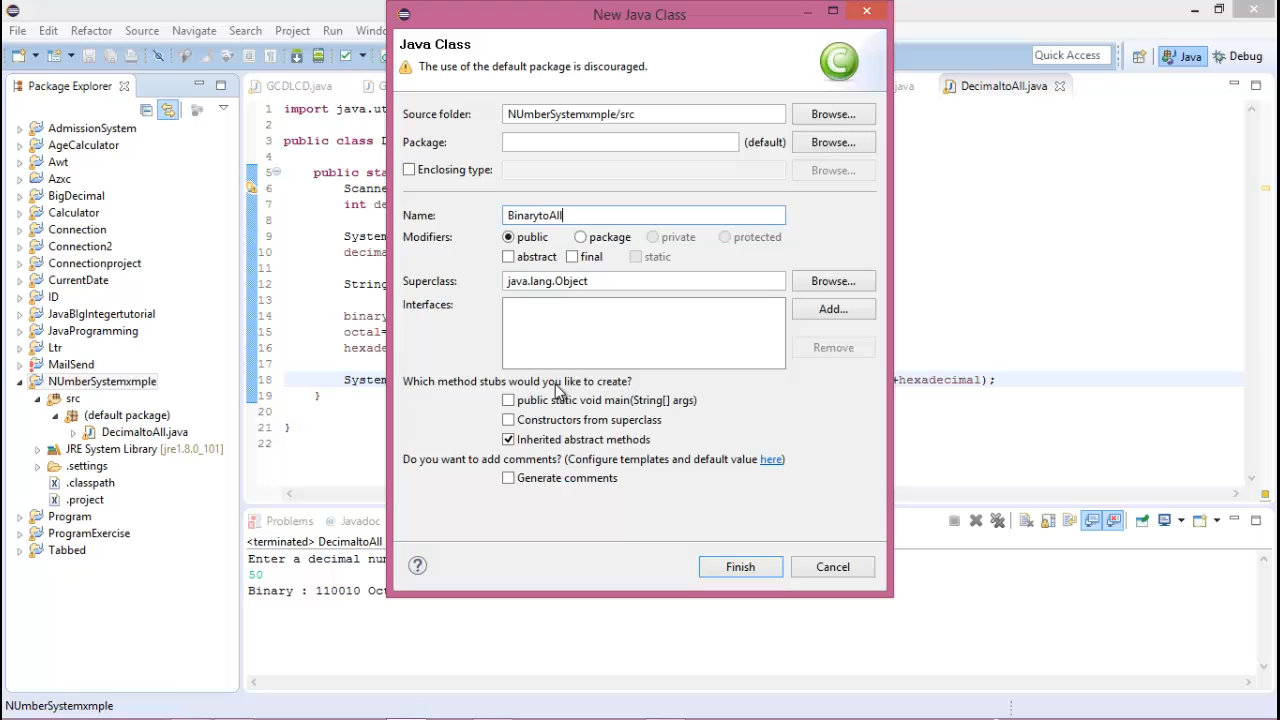 New Java Class
File Edit Refactor Source Navigate Search Project Run
Java Class
The use of the default package is discouraged.
Quick Access
Java
Debug
Package Explorer
GCDLCD.java
DecimaltoAll.java
Source folder:
NUmberSystemxmple/src
Browse...
Package:
(default)
Browse...
Enclosing type:
Browse...
Name:
BinarytoAll
Modifiers:
public
package
private
protected
abstract
final
static
Superclass:
java.lang.Object
Browse...
Interfaces:
Add...
Remove
Which method stubs would you like to create?
public static void main(String[] args)
Constructors from superclass
Inherited abstract methods
Do you want to add comments? (Configure templates and default value here)
Generate comments
Finish
Cancel
AdmissionSystem
AgeCalculator
Awt
Azxc
BigDecimal
Calculator
Connection
Connection2
Connectionproject
CurrentDate
ID
JavaBIgIntegertutorial
JavaProgramming
Ltr
MailSend
NUmberSystemxmple
src
(default package)
DecimaltoAll.java
JRE System Library [jre1.8.0_101]
.settings
.classpath
.project
Program
ProgramExercise
Tabbed
1 import java.ut
2
3 public class D
4
5 public sta
6 Scanne
7 int de
8
9 System
10 decima
11
12 String
13
14 binary
15 octal=
16 hexade
17
18 System +hexadecimal);
19 }
20
21 }
22
Problems
Javadoc
<terminated> DecimaltoAll
Enter a decimal num
50
Binary : 110010 Oct
NUmberSystemxmple